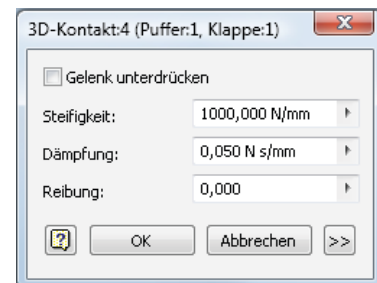 3D-Kontakt:4 (Puffer:1, Klappe:1)
Gelenk unterdrücken
Steifigkeit: 1000,000 N/mm
Dämpfung: 0,050 N s/mm
Reibung: 0,000
? OK Abbrechen >>